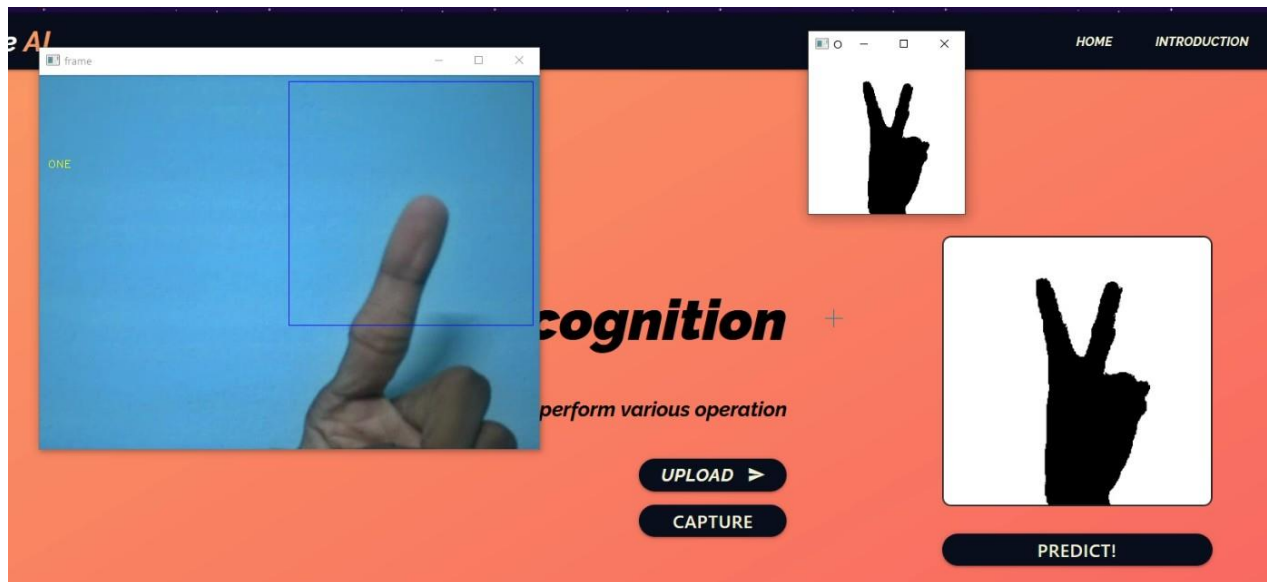 AI
HOME
INTRODUCTION
frame
O
ONE
cognition
perform various operation
UPLOAD
CAPTURE
PREDICT!